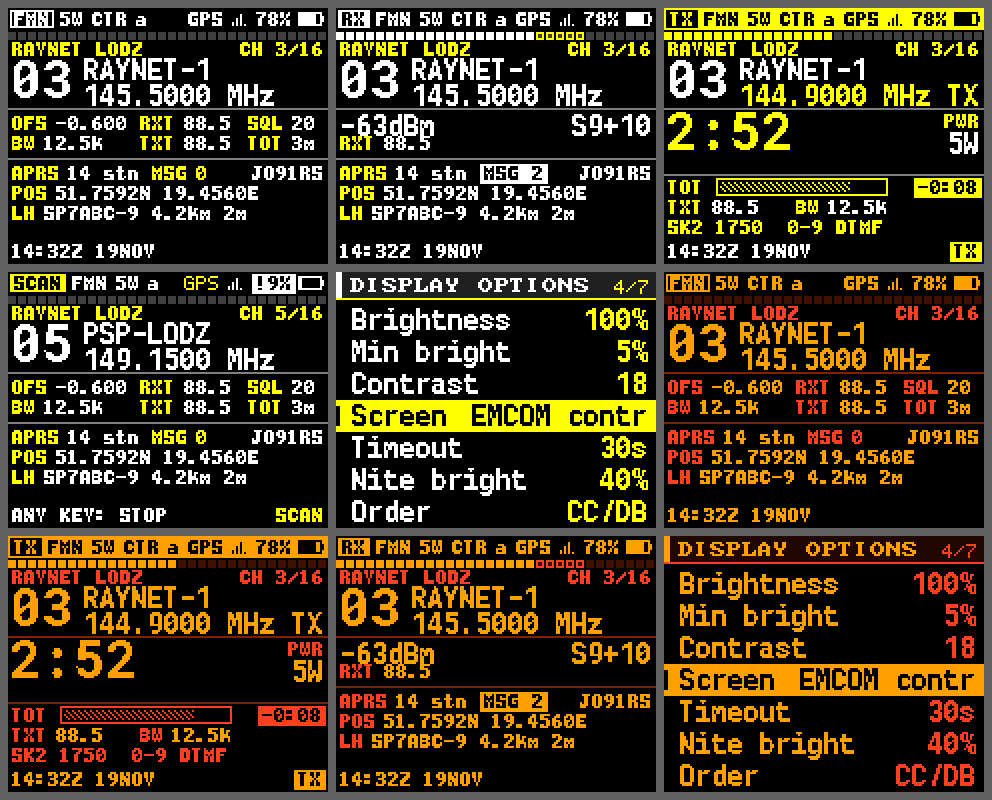 FMN 5W CTR a GPS 78%
RAYNET LODZ CH 3/16
03 RAYNET-1
145.5000 MHz
OFS -0.600 RXT 88.5 SQL 20
BW 12.5k TXT 88.5 TOT 3m
APRS 14 stn MSG 0 JO91RS
POS 51.7592N 19.4560E
LH SP7ABC-9 4.2km 2m
14:32Z 19NOV
RX FMN 5W CTR a GPS 78%
RAYNET LODZ CH 3/16
03 RAYNET-1
145.5000 MHz
-63dBm S9+10
RXT 88.5
APRS 14 stn MSG 2 JO91RS
POS 51.7592N 19.4560E
LH SP7ABC-9 4.2km 2m
14:32Z 19NOV
TX FMN 5W CTR a GPS 78%
RAYNET LODZ CH 3/16
03 RAYNET-1
144.9000 MHz TX
2:52 PWR
5W
TOT -0:08
TXT 88.5 BW 12.5k
SK2 1750 0-9 DTMF
14:32Z 19NOV TX
SCAN FMN 5W a GPS !9%
RAYNET LODZ CH 5/16
05 PSP-LODZ
149.1500 MHz
OFS -0.600 RXT 88.5 SQL 20
BW 12.5k TXT 88.5 TOT 3m
APRS 14 stn MSG 0 JO91RS
POS 51.7592N 19.4560E
LH SP7ABC-9 4.2km 2m
ANY KEY: STOP SCAN
DISPLAY OPTIONS 4/7
Brightness 100%
Min bright 5%
Contrast 18
Screen EMCOM contr
Timeout 30s
Nite bright 40%
Order CC/DB
FMN 5W CTR a GPS 78%
RAYNET LODZ CH 3/16
03 RAYNET-1
145.5000 MHz
OFS -0.600 RXT 88.5 SQL 20
BW 12.5k TXT 88.5 TOT 3m
APRS 14 stn MSG 0 JO91RS
POS 51.7592N 19.4560E
LH SP7ABC-9 4.2km 2m
14:32Z 19NOV
TX FMN 5W CTR a GPS 78%
RAYNET LODZ CH 3/16
03 RAYNET-1
144.9000 MHz TX
2:52 PWR
5W
TOT -0:08
TXT 88.5 BW 12.5k
SK2 1750 0-9 DTMF
14:32Z 19NOV TX
RX FMN 5W CTR a GPS 78%
RAYNET LODZ CH 3/16
03 RAYNET-1
145.5000 MHz
-63dBm S9+10
RXT 88.5
APRS 14 stn MSG 2 JO91RS
POS 51.7592N 19.4560E
LH SP7ABC-9 4.2km 2m
14:32Z 19NOV
DISPLAY OPTIONS 4/7
Brightness 100%
Min bright 5%
Contrast 18
Screen EMCOM contr
Timeout 30s
Nite bright 40%
Order CC/DB